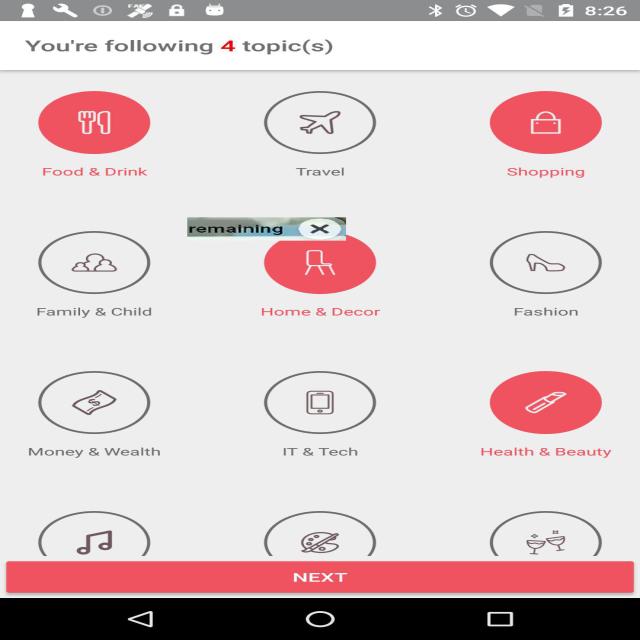 8:26
You're following 4 topic(s)
Food & Drink
Travel
Shopping
remaining
Family & Child
Home & Decor
Fashion
Money & Wealth
IT & Tech
Health & Beauty
NEXT